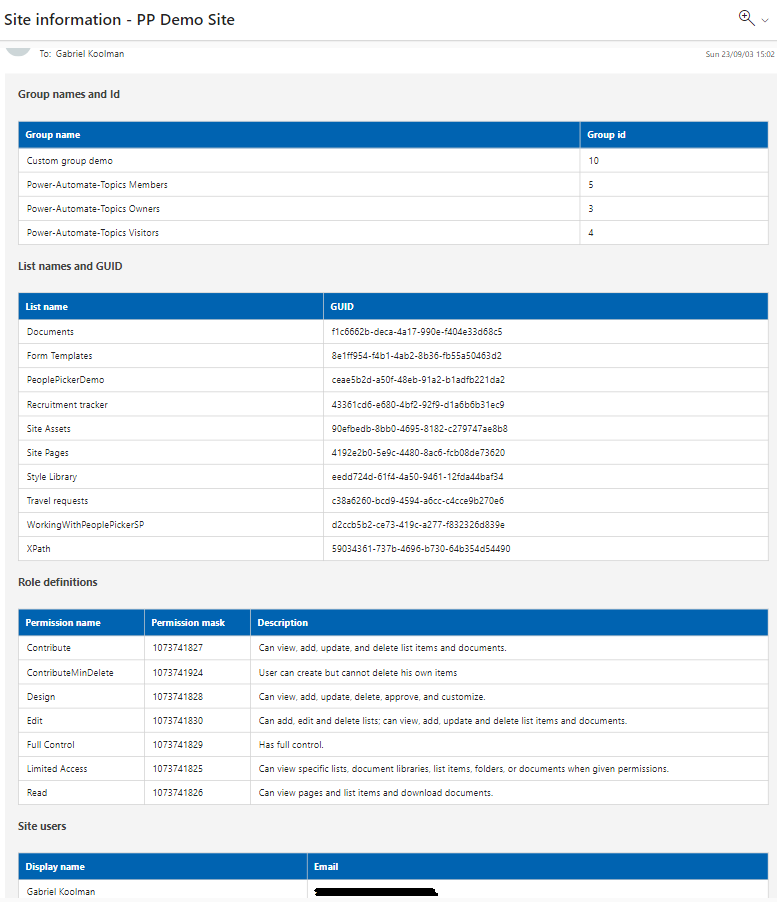 Site information - PP Demo Site
To: Gabriel Koolman
Sun 23/09/03 15:02
Group names and Id
Group name Group id
Custom group demo 10
Power-Automate-Topics Members 5
Power-Automate-Topics Owners 3
Power-Automate-Topics Visitors 4
List names and GUID
List name GUID
Documents f1c6662b-deca-4a17-990e-f404e33d68c5
Form Templates 8e1ff954-f4b1-4ab2-8b36-fb55a50463d2
PeoplePickerDemo ceae5b2d-a50f-48eb-91a2-b1adfb221da2
Recruitment tracker 43361cd6-e680-4bf2-92f9-d1a6b6b31ec9
Site Assets 90efbedb-8bb0-4695-8182-c279747ae8b8
Site Pages 4192e2b0-5e9c-4480-8ac6-fcb08de73620
Style Library eedd724d-61f4-4a50-9461-12fda44baf34
Travel requests c38a6260-bcd9-4594-a6cc-c4cce9b270e6
WorkingWithPeoplePickerSP d2ccb5b2-ce73-419c-a277-f832326d839e
XPath 59034361-737b-4696-b730-64b354d54490
Role definitions
Permission name Permission mask Description
Contribute 1073741827 Can view, add, update, and delete list items and documents.
ContributeMinDelete 1073741924 User can create but cannot delete his own items
Design 1073741828 Can view, add, update, delete, approve, and customize.
Edit 1073741830 Can add, edit and delete lists; can view, add, update and delete list items and documents.
Full Control 1073741829 Has full control.
Limited Access 1073741825 Can view specific lists, document libraries, list items, folders, or documents when given permissions.
Read 1073741826 Can view pages and list items and download documents.
Site users
Display name Email
Gabriel Koolman